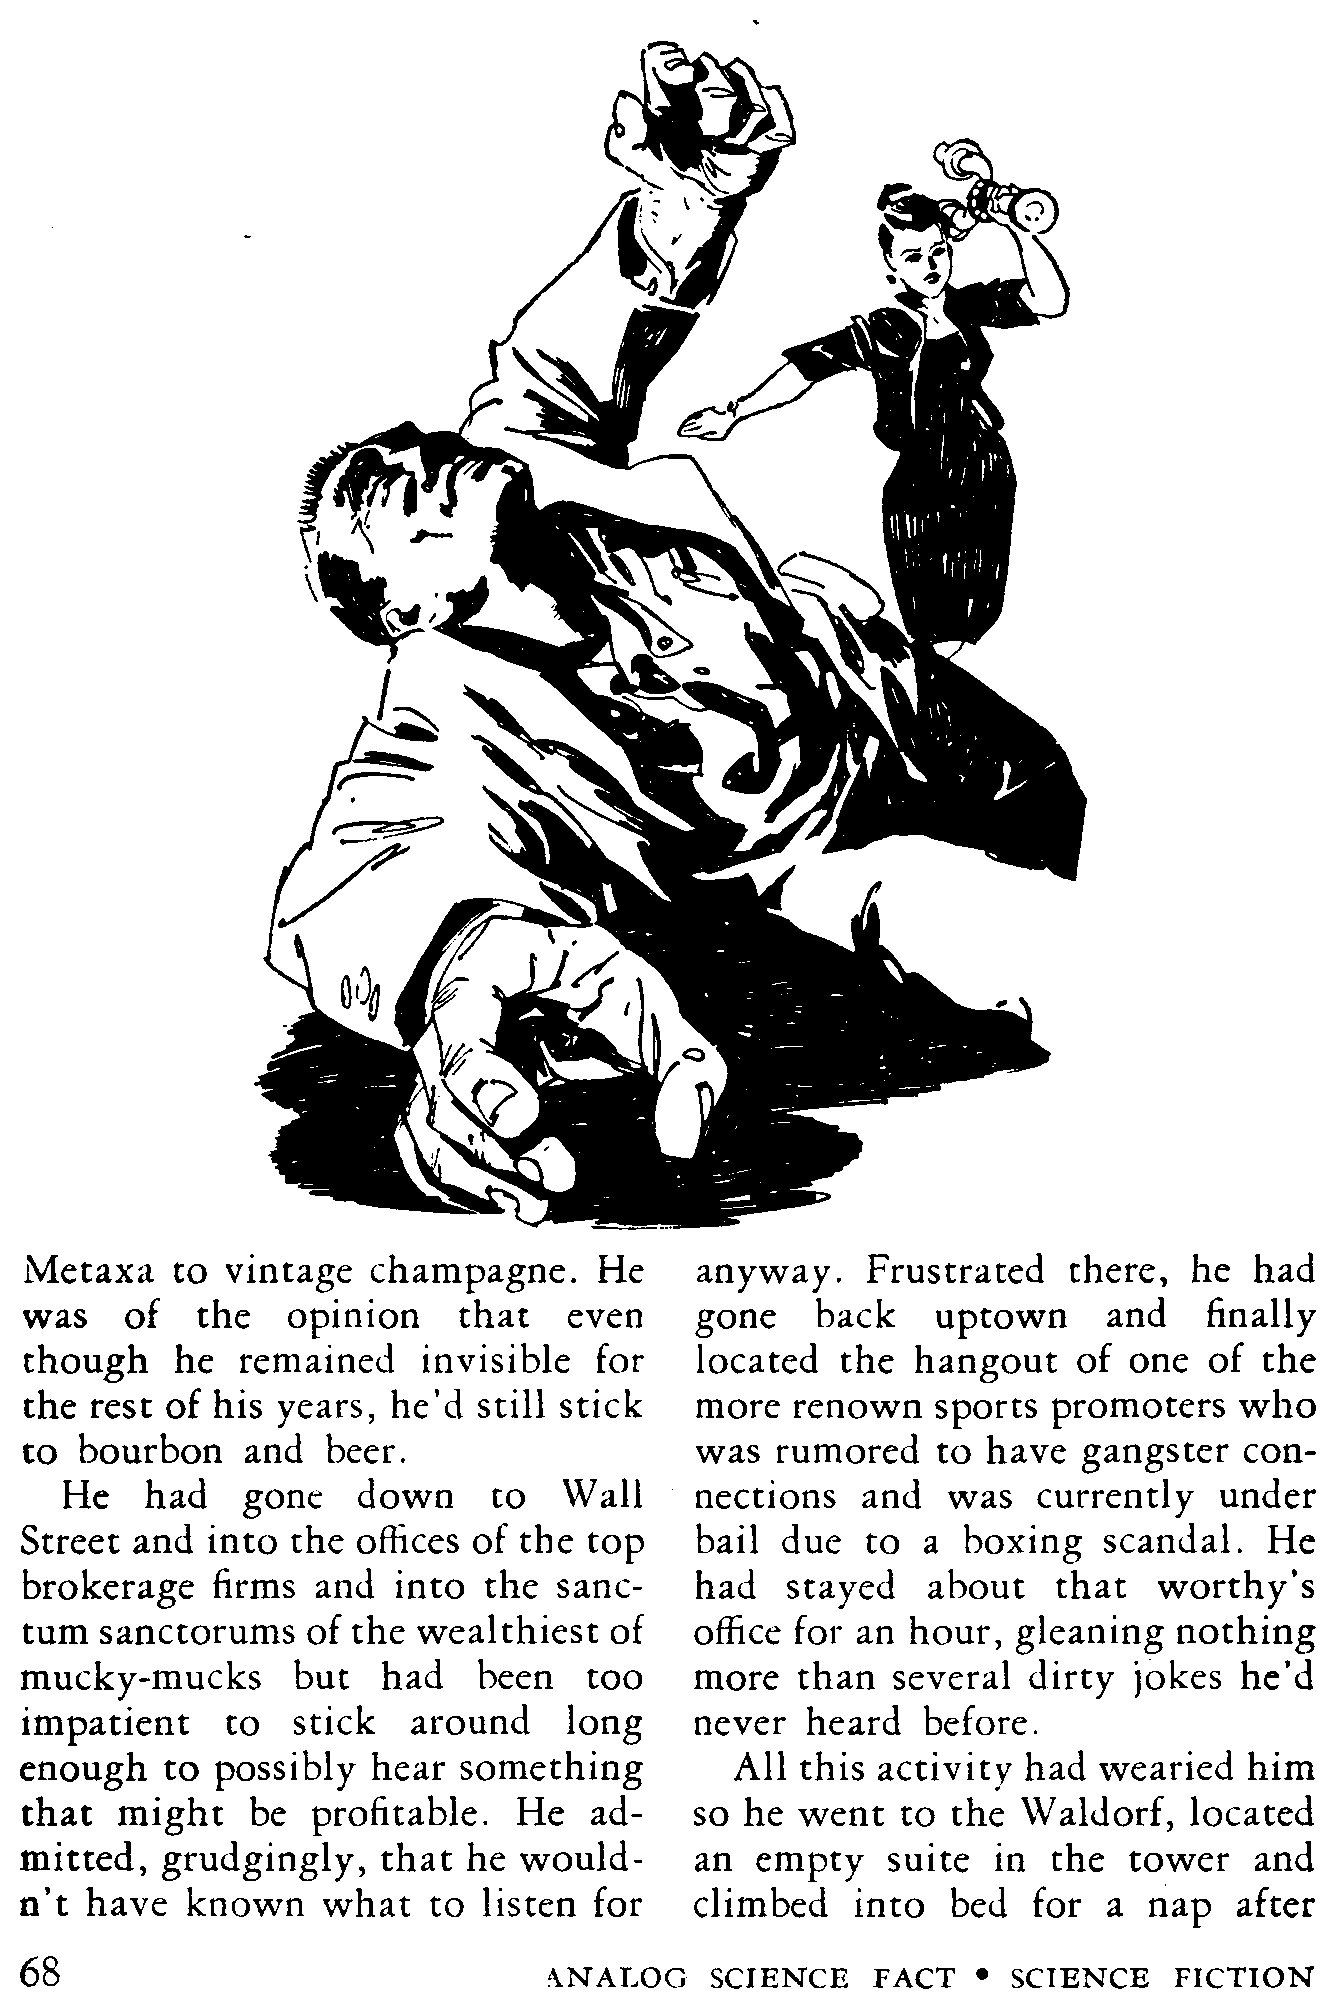 Metaxa to vintage champagne. He
was of the opinion that even
though he remained invisible for
the rest of his years, he'd still stick
to bourbon and beer.
He had gone down to Wall
Street and into the offices of the top
brokerage firms and into the sanc-
tum sanctorums of the wealthiest of
mucky-mucks but had been too
impatient to stick around long
enough to possibly hear something
that might be profitable. He ad-
mitted, grudgingly, that he would-
n't have known what to listen for
anyway. Frustrated there, he had
gone back uptown and finally
located the hangout of one of the
more renown sports promoters who
was rumored to have gangster con-
nections and was currently under
bail due to a boxing scandal. He
had stayed about that worthy's
office for an hour, gleaning nothing
more than several dirty jokes he'd
never heard before.
All this activity had wearied him
so he went to the Waldorf, located
an empty suite in the tower and
climbed into bed for a nap after
68
ANALOG SCIENCE FACT • SCIENCE FICTION